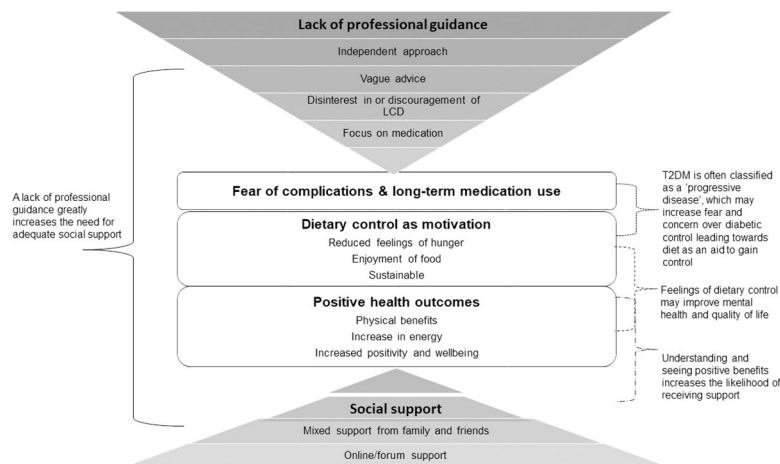 Lack of professional guidance
Independent approach
Vague advice
Disinterest in or discouragement of
LCD
Focus on medication
A lack of professional
guidance greatly
increases the need for
adequate social support
Fear of complications & long-term medication use
Dietary control as motivation
Reduced feelings of hunger
Enjoyment of food
Sustainable
Positive health outcomes
Physical benefits
Increase in energy
Increased positivity and wellbeing
T2DM is often classified
as a ‘progressive
disease’, which may
increase fear and
concern over diabetic
control leading towards
diet as an aid to gain
control
Feelings of dietary control
may improve mental
health and quality of life
Understanding and
seeing positive benefits
increases the likelihood of
receiving support
Social support
Mixed support from family and friends
Online/forum support